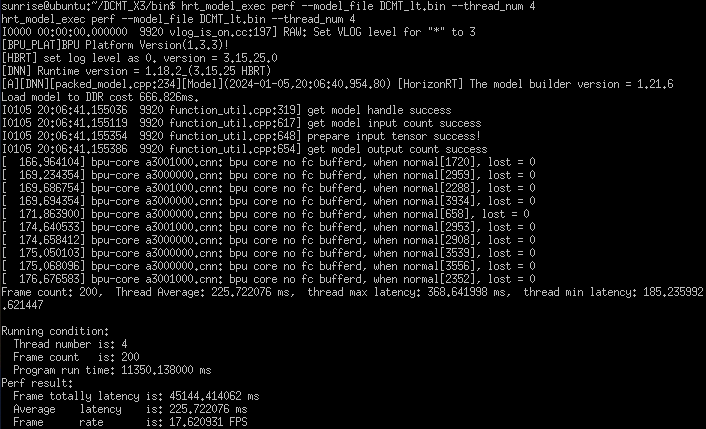 sunrise@ubuntu:~/DCMT_X3/bin$ hrt_model_exec perf --model_file DCMT_lt.bin --thread_num 4
hrt_model_exec perf --model_file DCMT_lt.bin --thread_num 4
I0000 00:00:00.000000  9920 vlog_is_on.cc:197] RAW: Set VLOG level for "*" to 3
[BPU_PLAT]BPU Platform Version(1.3.3)!
[HBRT] set log level as 0. version = 3.15.25.0
[DNN] Runtime version = 1.18.2_(3.15.25 HBRT)
[A][DNN][packed_model.cpp:234][Model](2024-01-05,20:06:40.954.80) [HorizonRT] The model builder version = 1.21.6
Load model to DDR cost 666.826ms.
I0105 20:06:41.155036  9920 function_util.cpp:319] get model handle success
I0105 20:06:41.155119  9920 function_util.cpp:617] get model input count success
I0105 20:06:41.155354  9920 function_util.cpp:648] prepare input tensor success!
I0105 20:06:41.155386  9920 function_util.cpp:654] get model output count success
[  166.964104] bpu-core a3001000.cnn: bpu core no fc bufferd, when normal[1720], lost = 0
[  169.234354] bpu-core a3000000.cnn: bpu core no fc bufferd, when normal[2959], lost = 0
[  169.686754] bpu-core a3001000.cnn: bpu core no fc bufferd, when normal[2288], lost = 0
[  169.694354] bpu-core a3000000.cnn: bpu core no fc bufferd, when normal[3934], lost = 0
[  171.863900] bpu-core a3001000.cnn: bpu core no fc bufferd, when normal[658], lost = 0
[  174.640533] bpu-core a3001000.cnn: bpu core no fc bufferd, when normal[2953], lost = 0
[  174.658412] bpu-core a3000000.cnn: bpu core no fc bufferd, when normal[2908], lost = 0
[  175.050103] bpu-core a3000000.cnn: bpu core no fc bufferd, when normal[3539], lost = 0
[  175.068096] bpu-core a3000000.cnn: bpu core no fc bufferd, when normal[3556], lost = 0
[  176.676583] bpu-core a3001000.cnn: bpu core no fc bufferd, when normal[2352], lost = 0
Frame count: 200,  Thread Average: 225.722076 ms,  thread max latency: 368.641998 ms,  thread min latency: 185.235992
.621447
Running condition:
  Thread number is: 4
  Frame count   is: 200
  Program run time: 11350.138000 ms
Perf result:
  Frame totally latency is: 45144.414062 ms
  Average    latency    is: 225.722076 ms
  Frame      rate       is: 17.620931 FPS